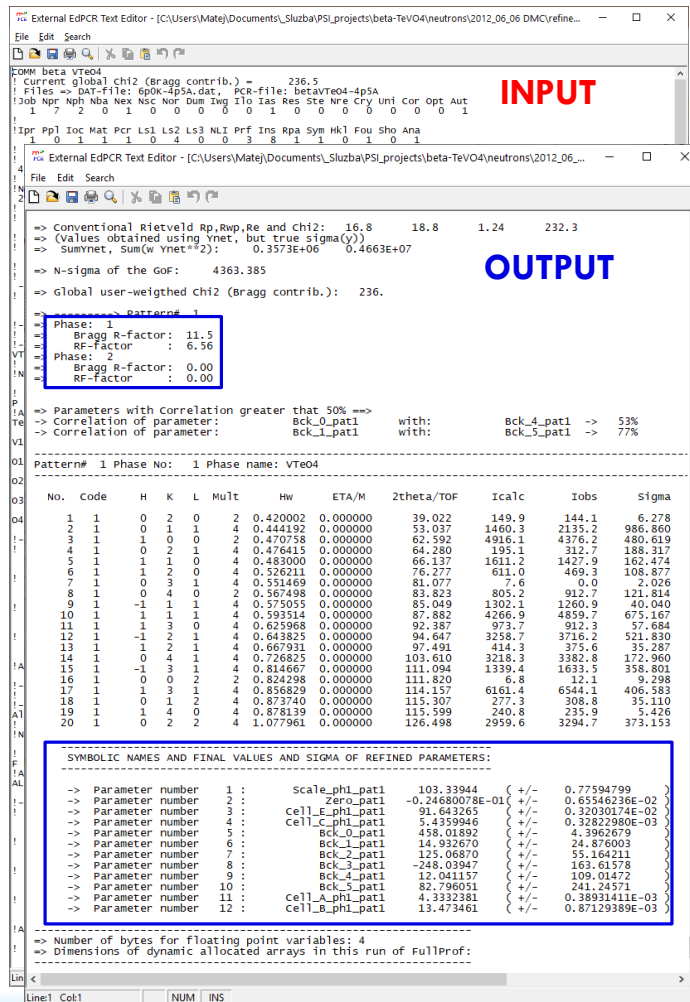 External EdPCR Text Editor - [C:\Users\Matej\Documents\_Sluzba\PSI_projects\beta-TeVO4\neutrons\2012_06_06 DMC\refine...
File Edit Search
COMM beta VTeO4
! Current global Chi2 (Bragg contrib.) = 236.5
! Files => DAT-file: 6pOK-4p5A.dat, PCR-file: betaVTeO4-4p5A
!Job Npr Nph Nba Nex Nsc Nor Dum Iwg Ilo Ias Res Ste Nre Cry Uni Cor Opt Aut
1 7 2 0 1 0 0 0 0 0 1 0 0 0 0 0 0 0 1
INPUT
!Ipr Ppl Ioc Mat Pcr Ls1 Ls2 Ls3 NLI Prf Ins Rpa Sym Hkl Fou Sho Ana
1 0 1 1 1 0 4 0 0 3 8 1 1 0 1 0 1
External EdPCR Text Editor - [C:\Users\Matej\Documents\_Sluzba\PSI_projects\beta-TeVO4\neutrons\2012_06_...
File Edit Search
=> Conventional Rietveld Rp,Rwp,Re and Chi2: 16.8 18.8 1.24 232.3
=> (Values obtained using Ynet, but true sigma(y))
=> SumYnet, Sum(w Ynet**2): 0.3573E+06 0.4663E+07
=> N-sigma of the GoF: 4363.385
OUTPUT
=> Global user-weigthed Chi2 (Bragg contrib.): 236.
=> ---------> Pattern# 1
=> Phase: 1
=> Bragg R-factor: 11.5
=> RF-factor : 6.56
=> Phase: 2
=> Bragg R-factor: 0.00
=> RF-factor : 0.00
=> Parameters with Correlation greater that 50% ==>
-> Correlation of parameter: Bck_0_pat1 with: Bck_4_pat1 -> 53%
-> Correlation of parameter: Bck_1_pat1 with: Bck_5_pat1 -> 77%
Pattern# 1 Phase No: 1 Phase name: VTeO4
No. Code H K L Mult Hw ETA/M 2theta/TOF Icalc Iobs Sigma
1 1 0 2 0 2 0.420002 0.000000 39.022 149.9 144.1 6.278
2 1 0 1 1 4 0.444192 0.000000 53.037 1460.3 2135.2 986.860
3 1 1 0 0 2 0.470758 0.000000 62.592 4916.1 4376.2 480.619
4 1 0 2 1 4 0.476415 0.000000 64.280 195.1 312.7 188.317
5 1 1 1 0 4 0.483000 0.000000 66.137 1611.2 1427.9 162.474
6 1 1 2 0 4 0.526211 0.000000 76.277 611.0 469.3 108.877
7 1 0 3 1 4 0.551469 0.000000 81.077 7.6 0.0 2.026
8 1 0 4 0 2 0.567498 0.000000 83.823 805.2 912.7 121.814
9 1 -1 1 1 4 0.575055 0.000000 85.049 1302.1 1260.9 40.040
10 1 1 1 1 4 0.593514 0.000000 87.882 4266.9 4859.7 675.167
11 1 1 3 0 4 0.625968 0.000000 92.387 973.7 912.3 57.684
12 1 -1 2 1 4 0.643825 0.000000 94.647 3258.7 3716.2 521.830
13 1 1 2 1 4 0.667931 0.000000 97.491 414.3 375.6 35.287
14 1 0 4 1 4 0.726825 0.000000 103.610 3218.3 3382.8 172.960
15 1 -1 3 1 4 0.814667 0.000000 111.094 1339.4 1633.5 358.801
16 1 0 0 2 2 0.824298 0.000000 111.820 6.8 12.1 9.298
17 1 1 3 1 4 0.856829 0.000000 114.157 6161.4 6544.1 406.583
18 1 0 1 2 4 0.873740 0.000000 115.307 277.3 308.8 35.110
19 1 1 4 0 4 0.878139 0.000000 115.599 240.8 235.9 5.426
20 1 0 2 2 4 1.077961 0.000000 126.498 2959.6 3294.7 373.153
SYMBOLIC NAMES AND FINAL VALUES AND SIGMA OF REFINED PARAMETERS:
-> Parameter number 1 : Scale_ph1_pat1 103.33944 ( +/- 0.77594799 )
-> Parameter number 2 : Zero_pat1 -0.24680078E-01( +/- 0.65546236E-02 )
-> Parameter number 3 : Cell_E_ph1_pat1 91.643265 ( +/- 0.32030174E-02 )
-> Parameter number 4 : Cell_C_ph1_pat1 5.4359946 ( +/- 0.32822980E-03 )
-> Parameter number 5 : Bck_0_pat1 458.01892 ( +/- 4.3962679 )
-> Parameter number 6 : Bck_1_pat1 14.932670 ( +/- 24.876003 )
-> Parameter number 7 : Bck_2_pat1 125.06870 ( +/- 55.164211 )
-> Parameter number 8 : Bck_3_pat1 -248.03947 ( +/- 163.61578 )
-> Parameter number 9 : Bck_4_pat1 12.041157 ( +/- 109.01472 )
-> Parameter number 10 : Bck_5_pat1 82.796051 ( +/- 241.24571 )
-> Parameter number 11 : Cell_A_ph1_pat1 4.3332381 ( +/- 0.38931411E-03 )
-> Parameter number 12 : Cell_B_ph1_pat1 13.473461 ( +/- 0.87129389E-03 )
=> Number of bytes for floating point variables: 4
=> Dimensions of dynamic allocated arrays in this run of FullProf:
Line:1 Col:1 NUM INS